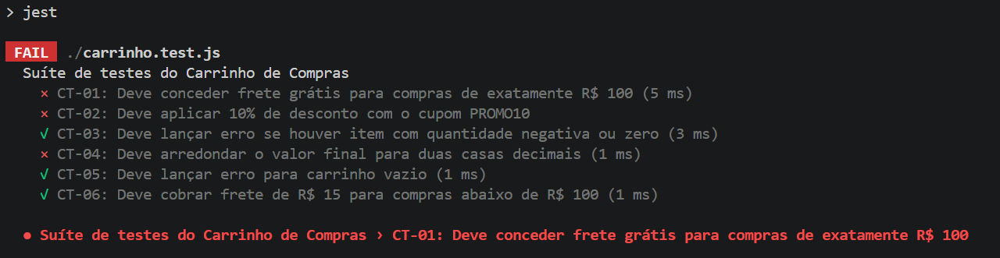 > jest
FAIL ./carrinho.test.js
Suíte de testes do Carrinho de Compras
× CT-01: Deve conceder frete grátis para compras de exatamente R$ 100 (5 ms)
× CT-02: Deve aplicar 10% de desconto com o cupom PROMO10
√ CT-03: Deve lançar erro se houver item com quantidade negativa ou zero (3 ms)
× CT-04: Deve arredondar o valor final para duas casas decimais (1 ms)
√ CT-05: Deve lançar erro para carrinho vazio (1 ms)
√ CT-06: Deve cobrar frete de R$ 15 para compras abaixo de R$ 100 (1 ms)
● Suíte de testes do Carrinho de Compras › CT-01: Deve conceder frete grátis para compras de exatamente R$ 100